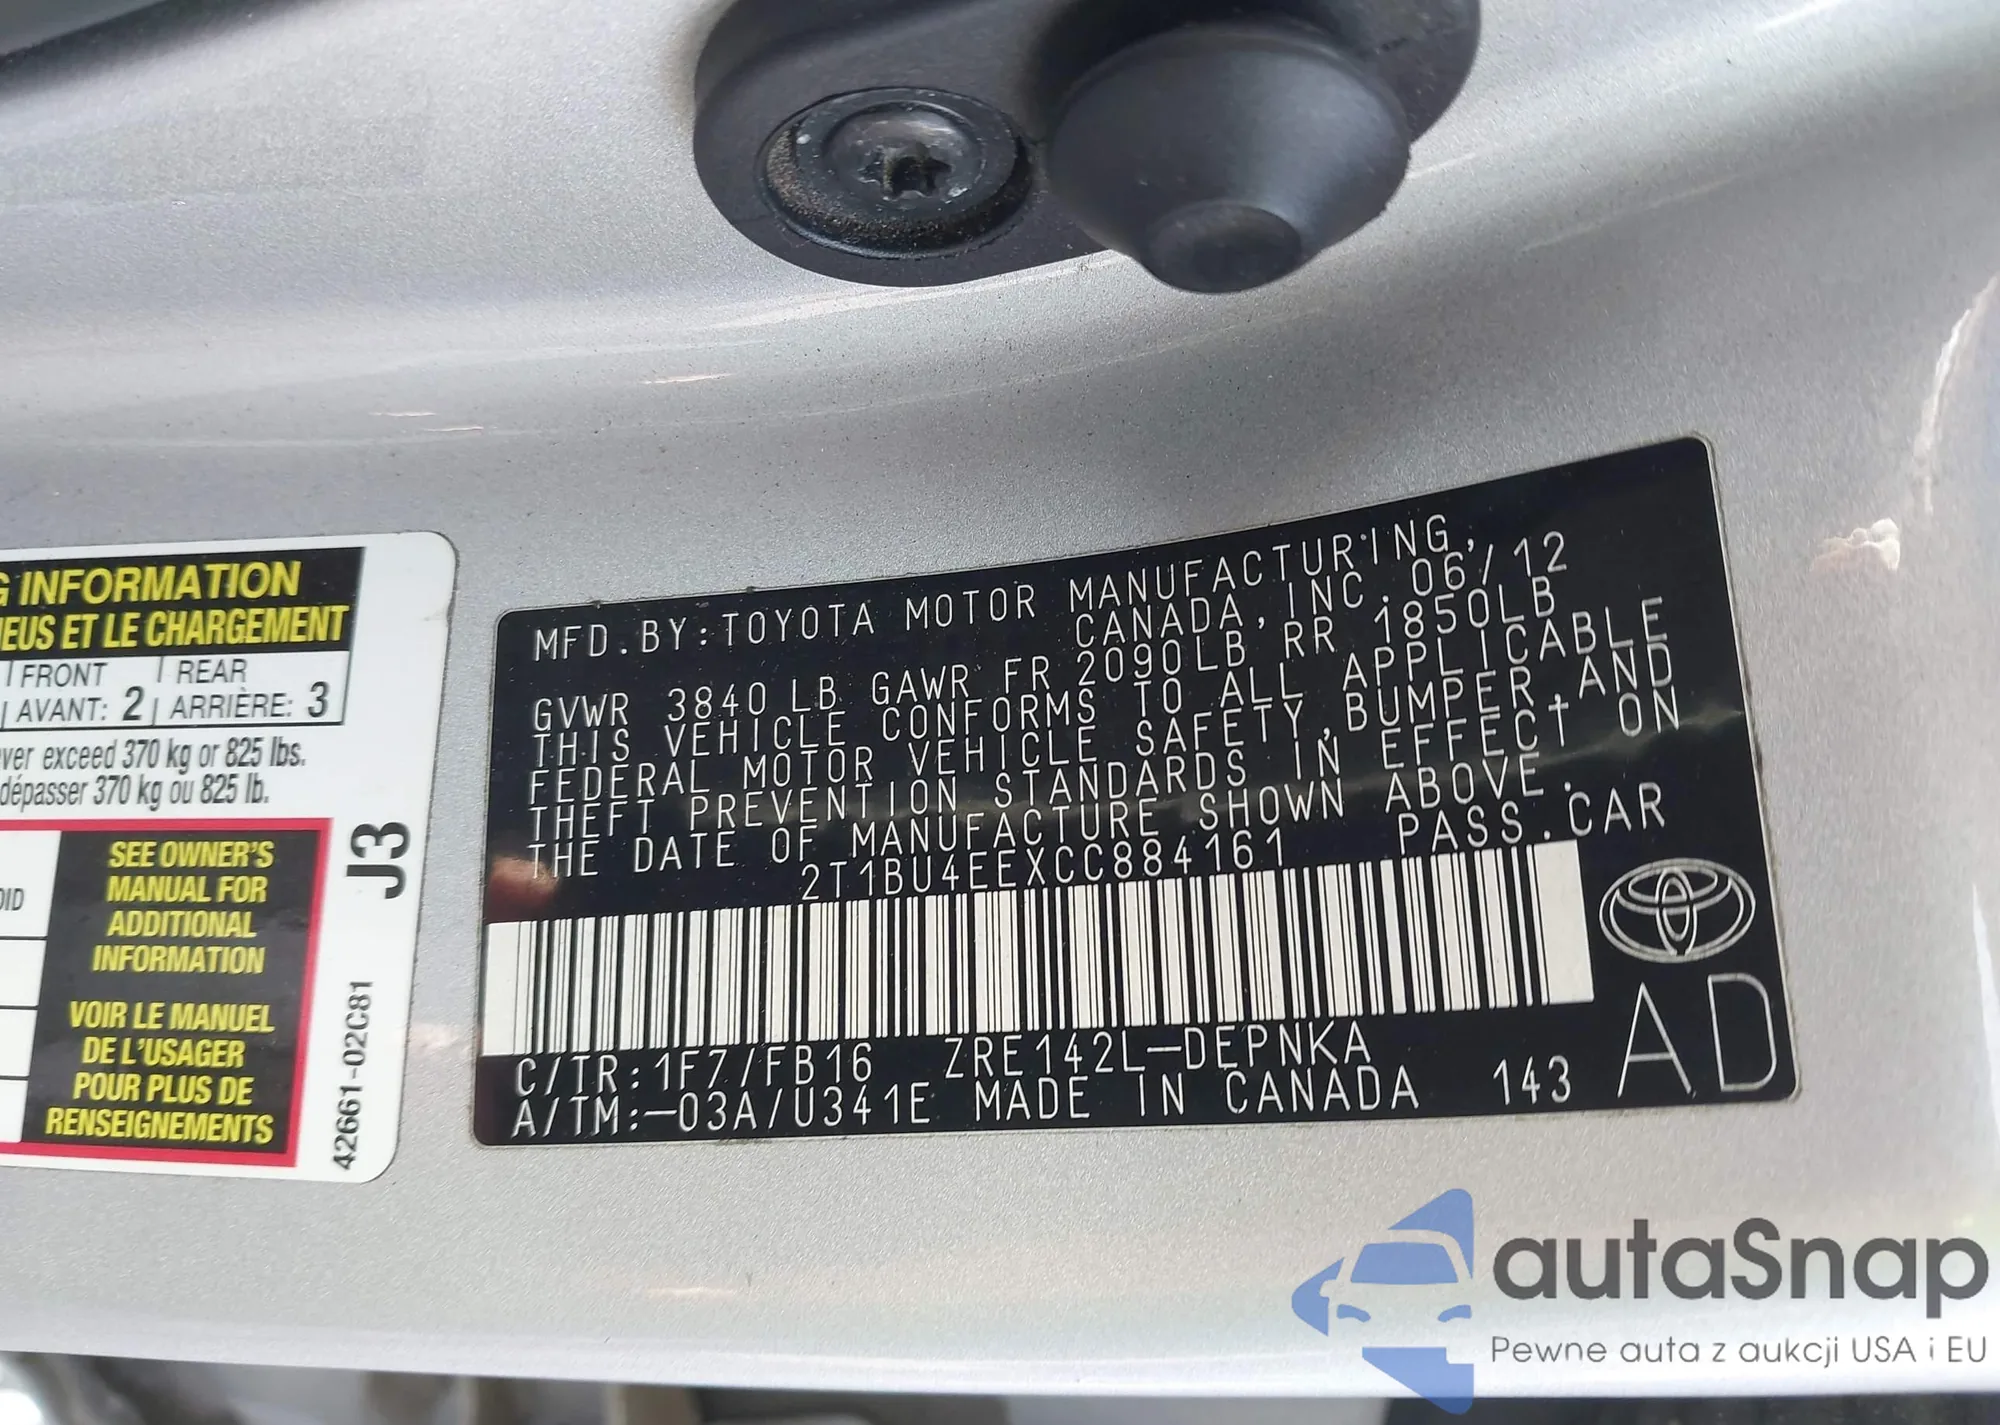 G INFORMATION
NEUS ET LE CHARGEMENT
FRONT REAR
AVANT: 2 ARRIÈRE: 3
ver exceed 370 kg or 825 lbs.
dépasser 370 kg ou 825 lb.
OID
SEE OWNER'S
MANUAL FOR
ADDITIONAL
INFORMATION
VOIR LE MANUEL
DE L'USAGER
POUR PLUS DE
RENSEIGNEMENTS
J3
42661-02C81
MFD.BY:TOYOTA MOTOR MANUFACTURING,
CANADA, INC. 06/12
GVWR 3840 LB GAWR FR 2090LB RR 1850LB
THIS VEHICLE CONFORMS TO ALL APPLICABLE
FEDERAL MOTOR VEHICLE SAFETY,BUMPER,AND
THEFT PREVENTION STANDARDS IN EFFECT ON
THE DATE OF MANUFACTURE SHOWN ABOVE.
2T1BU4EEXCC884161 PASS.CAR
C/TR:1F7/FB16 ZRE142L-DEPNKA
A/TM:-03A/U341E MADE IN CANADA 143
AD
autaSnap
Pewne auta z aukcji USA i EU